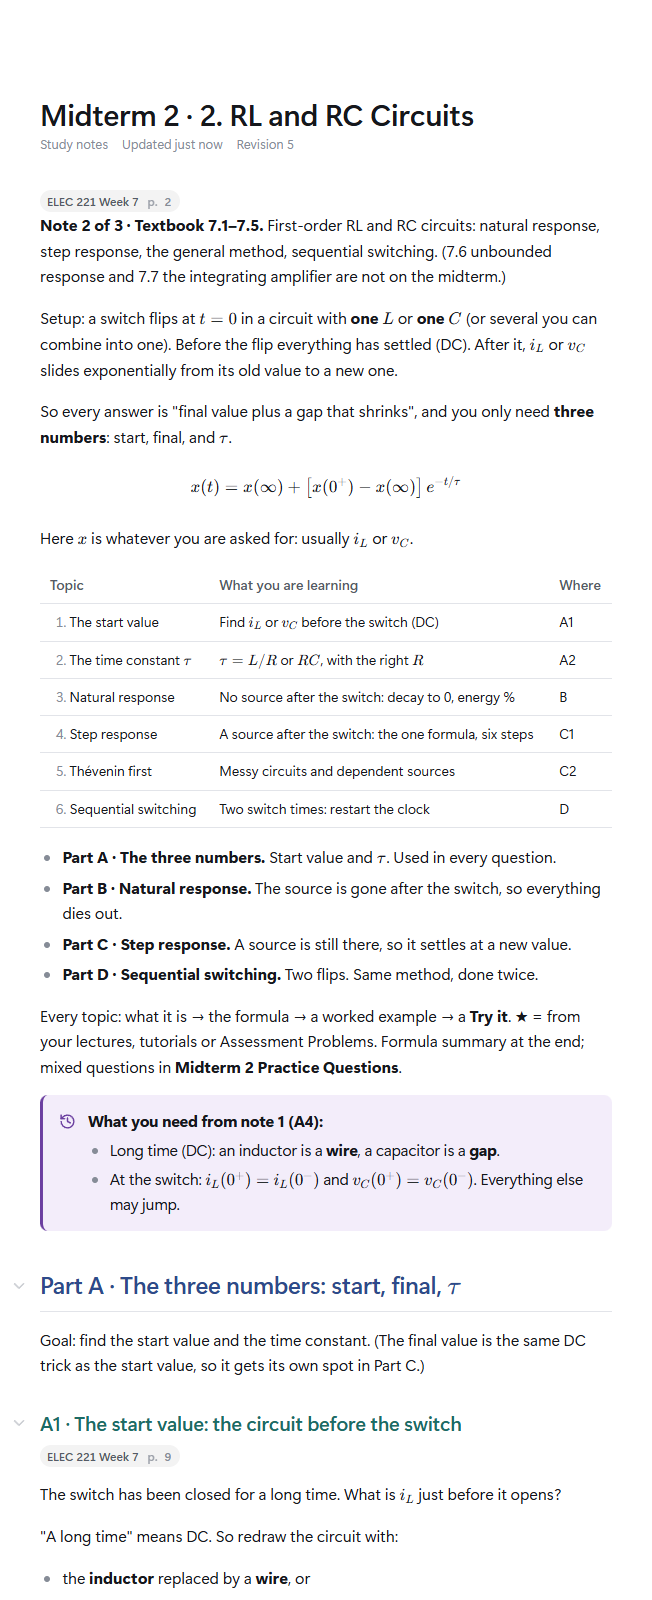 Midterm 2 · 2. RL and RC Circuits
Study notes Updated just now Revision 5
ELEC 221 Week 7 p. 2
Note 2 of 3 · Textbook 7.1–7.5. First-order RL and RC circuits: natural response,
step response, the general method, sequential switching. (7.6 unbounded
response and 7.7 the integrating amplifier are not on the midterm.)
Setup: a switch flips at t = 0 in a circuit with one L or one C (or several you can
combine into one). Before the flip everything has settled (DC). After it, i_L or v_C
slides exponentially from its old value to a new one.
So every answer is "final value plus a gap that shrinks", and you only need three
numbers: start, final, and τ.
x(t) = x(∞) + [x(0⁺) − x(∞)] e^{−t/τ}
Here x is whatever you are asked for: usually i_L or v_C.
Topic What you are learning Where
1. The start value Find i_L or v_C before the switch (DC) A1
2. The time constant τ τ = L/R or RC, with the right R A2
3. Natural response No source after the switch: decay to 0, energy % B
4. Step response A source after the switch: the one formula, six steps C1
5. Thévenin first Messy circuits and dependent sources C2
6. Sequential switching Two switch times: restart the clock D
• Part A · The three numbers. Start value and τ. Used in every question.
• Part B · Natural response. The source is gone after the switch, so everything
dies out.
• Part C · Step response. A source is still there, so it settles at a new value.
• Part D · Sequential switching. Two flips. Same method, done twice.
Every topic: what it is → the formula → a worked example → a Try it. ★ = from
your lectures, tutorials or Assessment Problems. Formula summary at the end;
mixed questions in Midterm 2 Practice Questions.
What you need from note 1 (A4):
• Long time (DC): an inductor is a wire, a capacitor is a gap.
• At the switch: i_L(0⁺) = i_L(0⁻) and v_C(0⁺) = v_C(0⁻). Everything else
may jump.
Part A · The three numbers: start, final, τ
Goal: find the start value and the time constant. (The final value is the same DC
trick as the start value, so it gets its own spot in Part C.)
A1 · The start value: the circuit before the switch
ELEC 221 Week 7 p. 9
The switch has been closed for a long time. What is i_L just before it opens?
"A long time" means DC. So redraw the circuit with:
• the inductor replaced by a wire, or